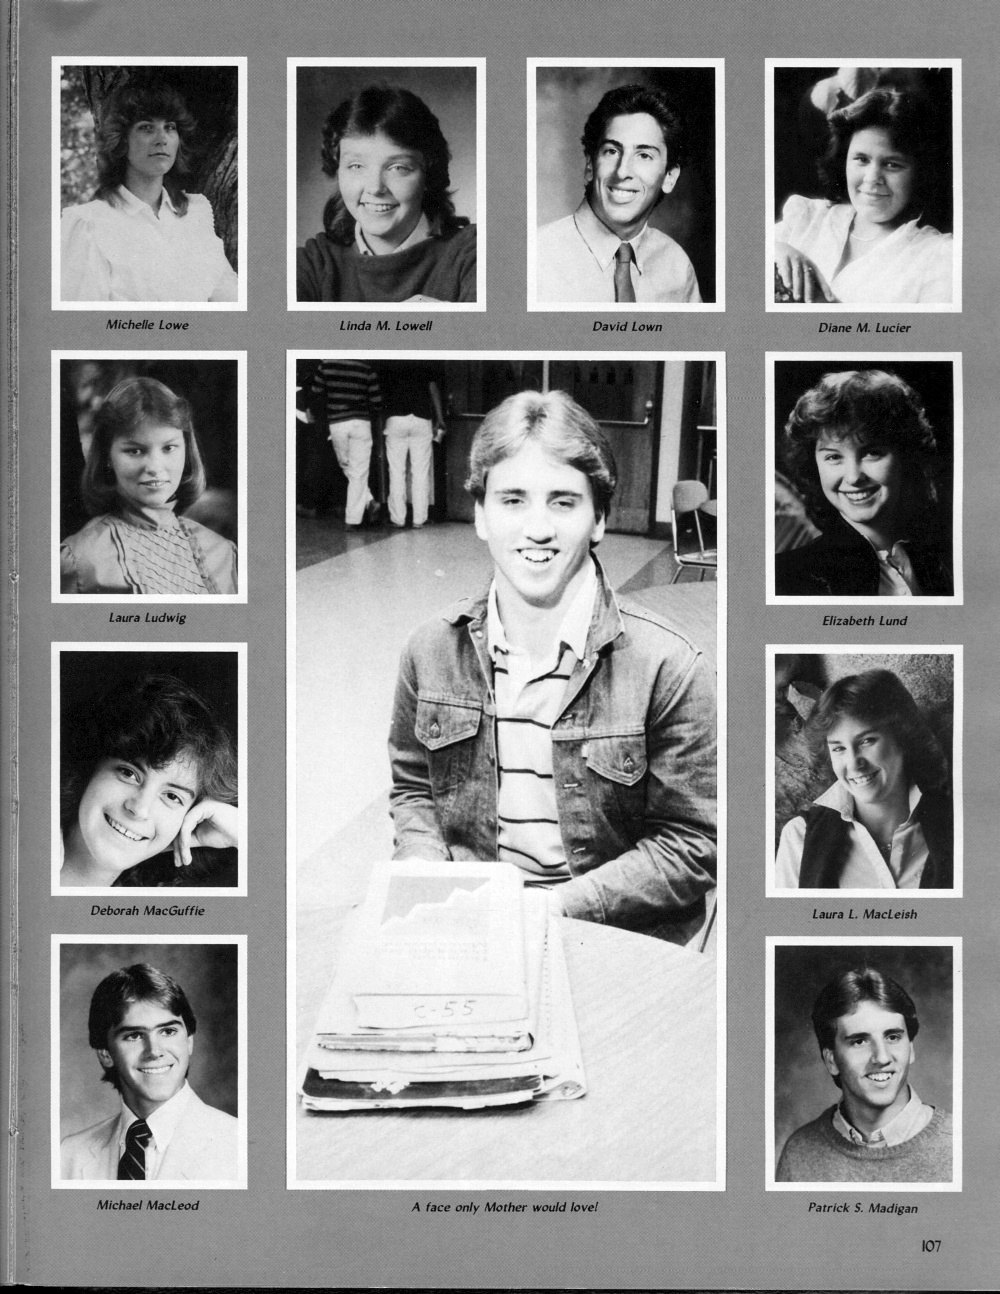 Michelle Lowe
Linda M. Lowell
David Lown
Diane M. Lucier
Laura Ludwig
Elizabeth Lund
Deborah MacGuffie
Laura L. MacLeish
C-55
Michael MacLeod
A face only Mother would love!
Patrick S. Madigan
107